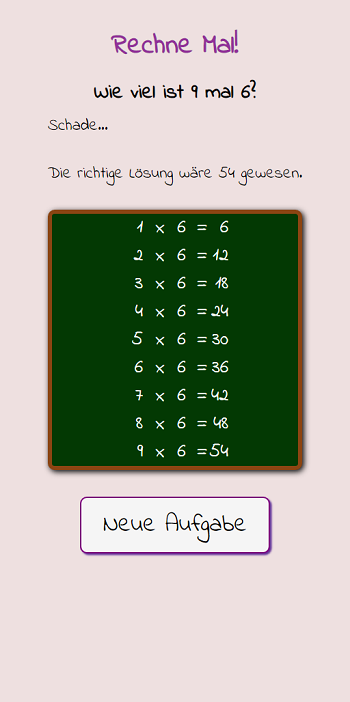 Rechne Mal!
Wie viel ist 9 mal 6?
Schade...
Die richtige Lösung wäre 54 gewesen.
1 x 6 = 6
2 x 6 = 12
3 x 6 = 18
4 x 6 = 24
5 x 6 = 30
6 x 6 = 36
7 x 6 = 42
8 x 6 = 48
9 x 6 = 54
Neue Aufgabe